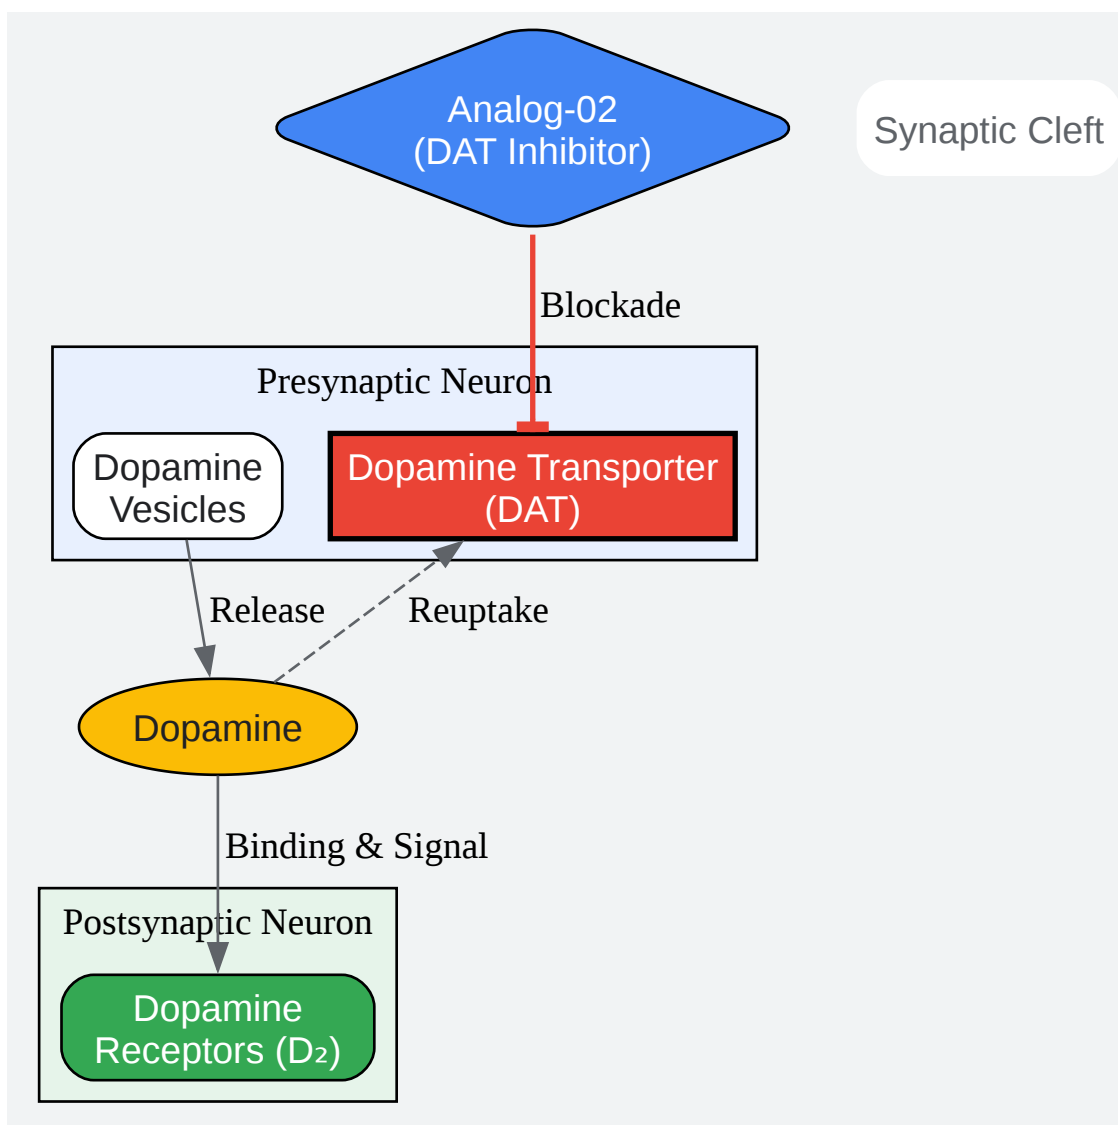 Analog-02
(DAT Inhibitor)
Synaptic Cleft
Blockade
Presynaptic Neuron
Dopamine
Vesicles
Dopamine Transporter
(DAT)
Release
Reuptake
Dopamine
Binding & Signal
Postsynaptic Neuron
Dopamine
Receptors (D₂)